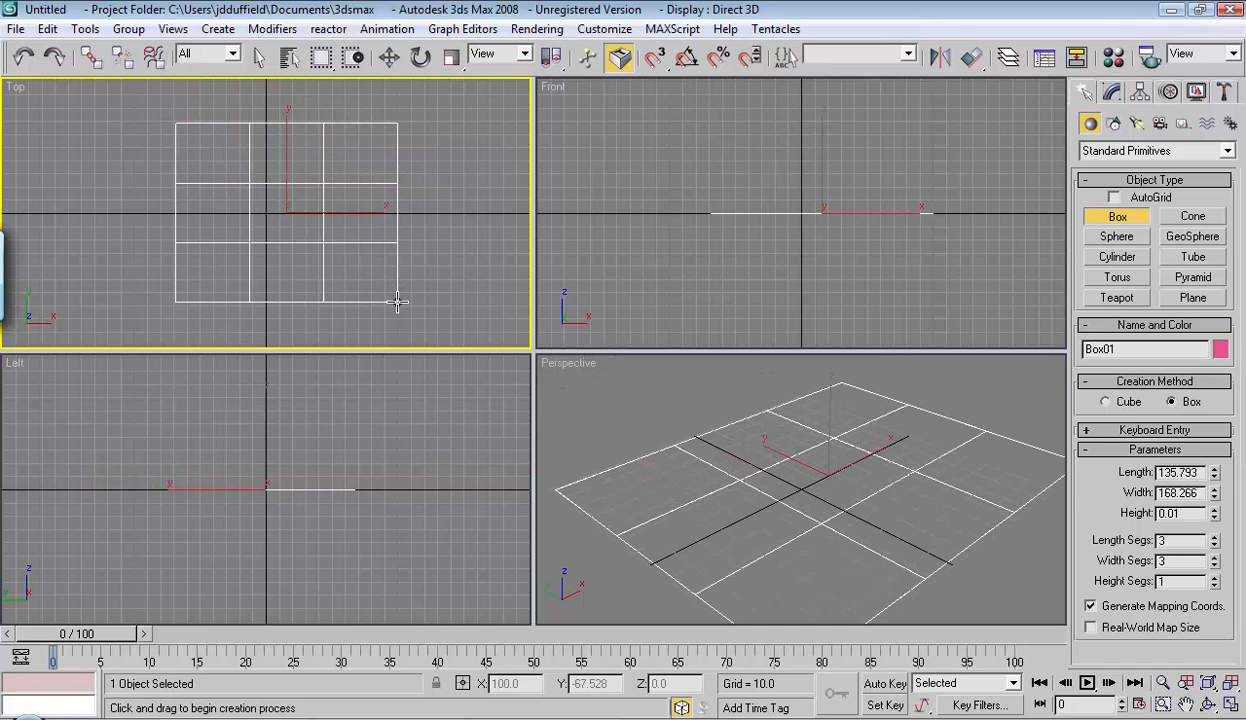 Untitled - Project Folder: C:\Users\jdduffield\Documents\3dsmax - Autodesk 3ds Max 2008 - Unregistered Version - Display : Direct 3D
File Edit Tools Group Views Create Modifiers reactor Animation Graph Editors Rendering Customize MAXScript Help Tentacles
All View View
Top
y
x
y
z x
Front
y x
z
x
Left
y x
z
y x
Perspective
y x
z
y x
Standard Primitives
- Object Type
AutoGrid
Box Cone
Sphere GeoSphere
Cylinder Tube
Torus Pyramid
Teapot Plane
- Name and Color
Box01
- Creation Method
Cube Box
+ Keyboard Entry
- Parameters
Length: 135.793
Width: 168.266
Height: 0.01
Length Segs: 3
Width Segs: 3
Height Segs: 1
Generate Mapping Coords.
Real-World Map Size
< 0 / 100 >
0 5 10 15 20 25 30 35 40 45 50 55 60 65 70 75 80 85 90 95 100
1 Object Selected X: 100.0 Y: -67.528 Z: 0.0 Grid = 10.0 Auto Key Selected
Click and drag to begin creation process Add Time Tag Set Key Key Filters... 0